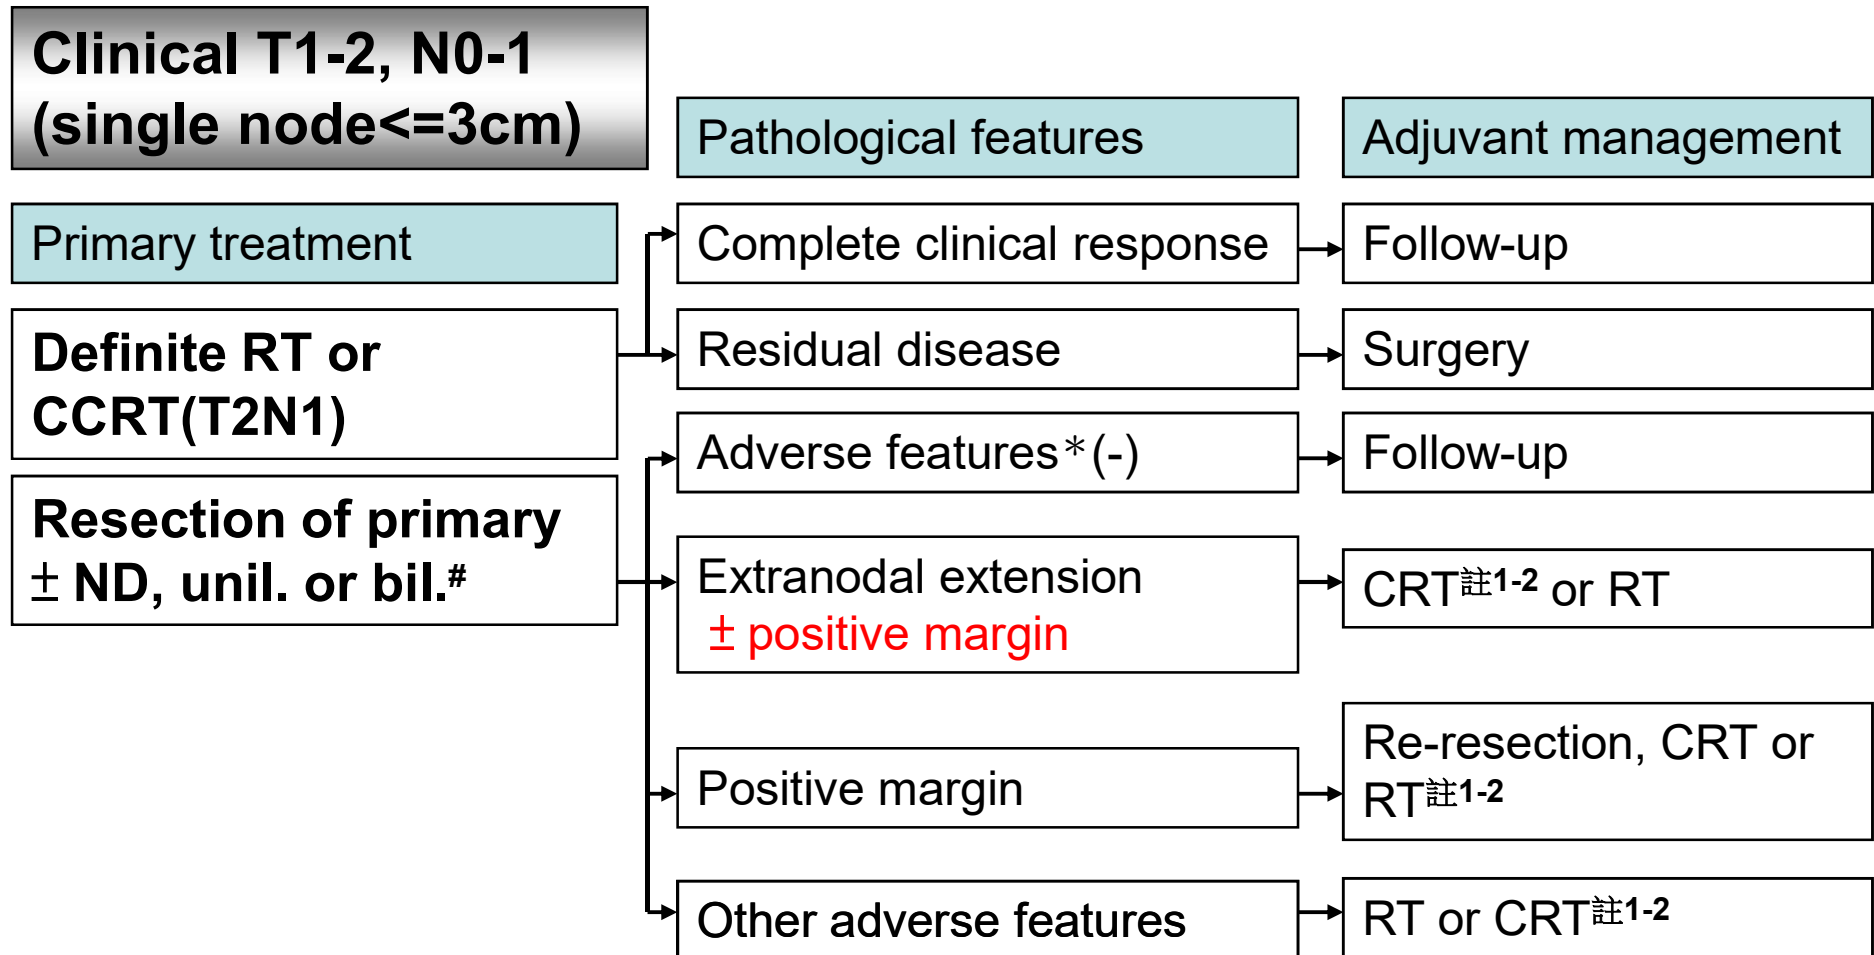 Clinical T1-2, N0-1
(single node<=3cm)
Pathological features
Adjuvant management
Primary treatment
Complete clinical response
Follow-up
Definite RT or
CCRT(T2N1)
Residual disease
Surgery
Adverse features*(-)
Follow-up
Resection of primary
± ND, unil. or bil.#
Extranodal extension
± positive margin
CRT註1-2 or RT
Positive margin
Re-resection, CRT or
RT註1-2
Other adverse features
RT or CRT註1-2